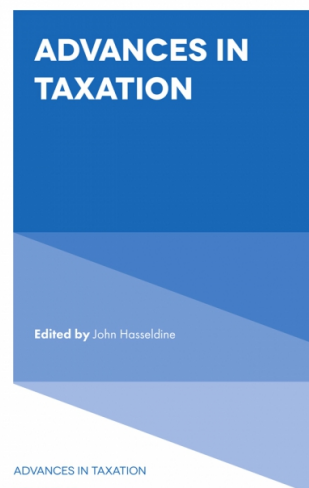 ADVANCES IN
TAXATION
Edited by John Hasseldine
ADVANCES IN TAXATION